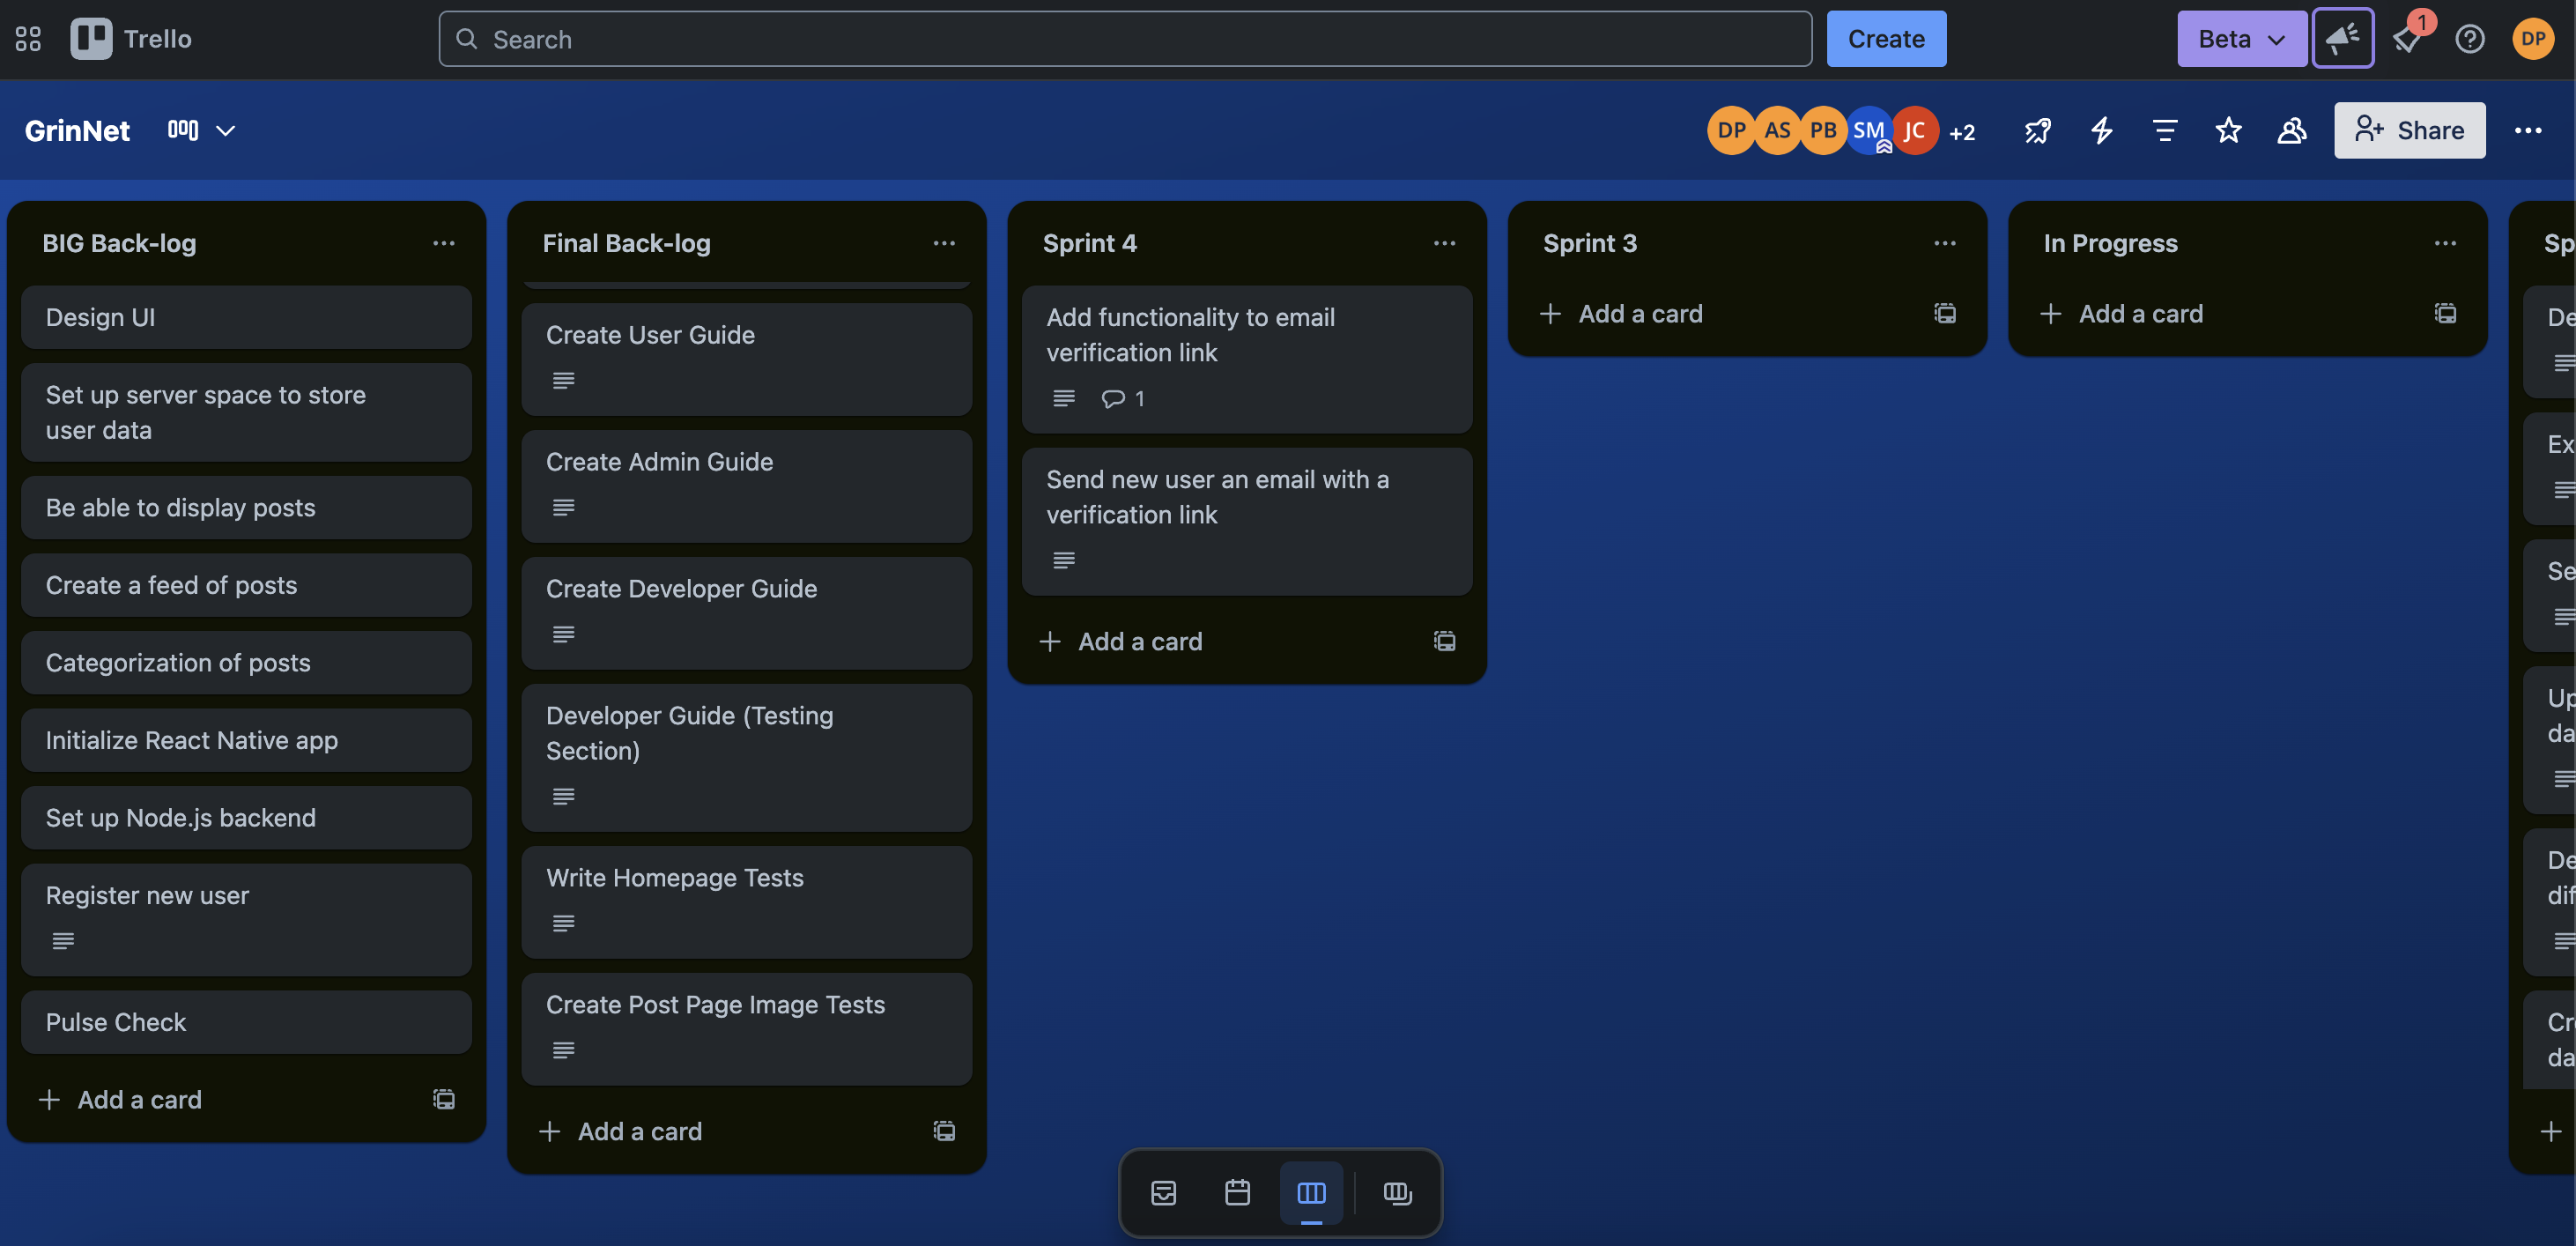 Trello
Search
Create
Beta
1
DP
GrinNet
DP AS PB SM JC +2
Share
BIG Back-log
Design UI
Set up server space to store
user data
Be able to display posts
Create a feed of posts
Categorization of posts
Initialize React Native app
Set up Node.js backend
Register new user
Pulse Check
Add a card
Final Back-log
Create User Guide
Create Admin Guide
Create Developer Guide
Developer Guide (Testing
Section)
Write Homepage Tests
Create Post Page Image Tests
Add a card
Sprint 4
Add functionality to email
verification link
1
Send new user an email with a
verification link
Add a card
Sprint 3
Add a card
In Progress
Add a card
Sp
De
Ex
Se
Up
da
De
dif
Cr
da